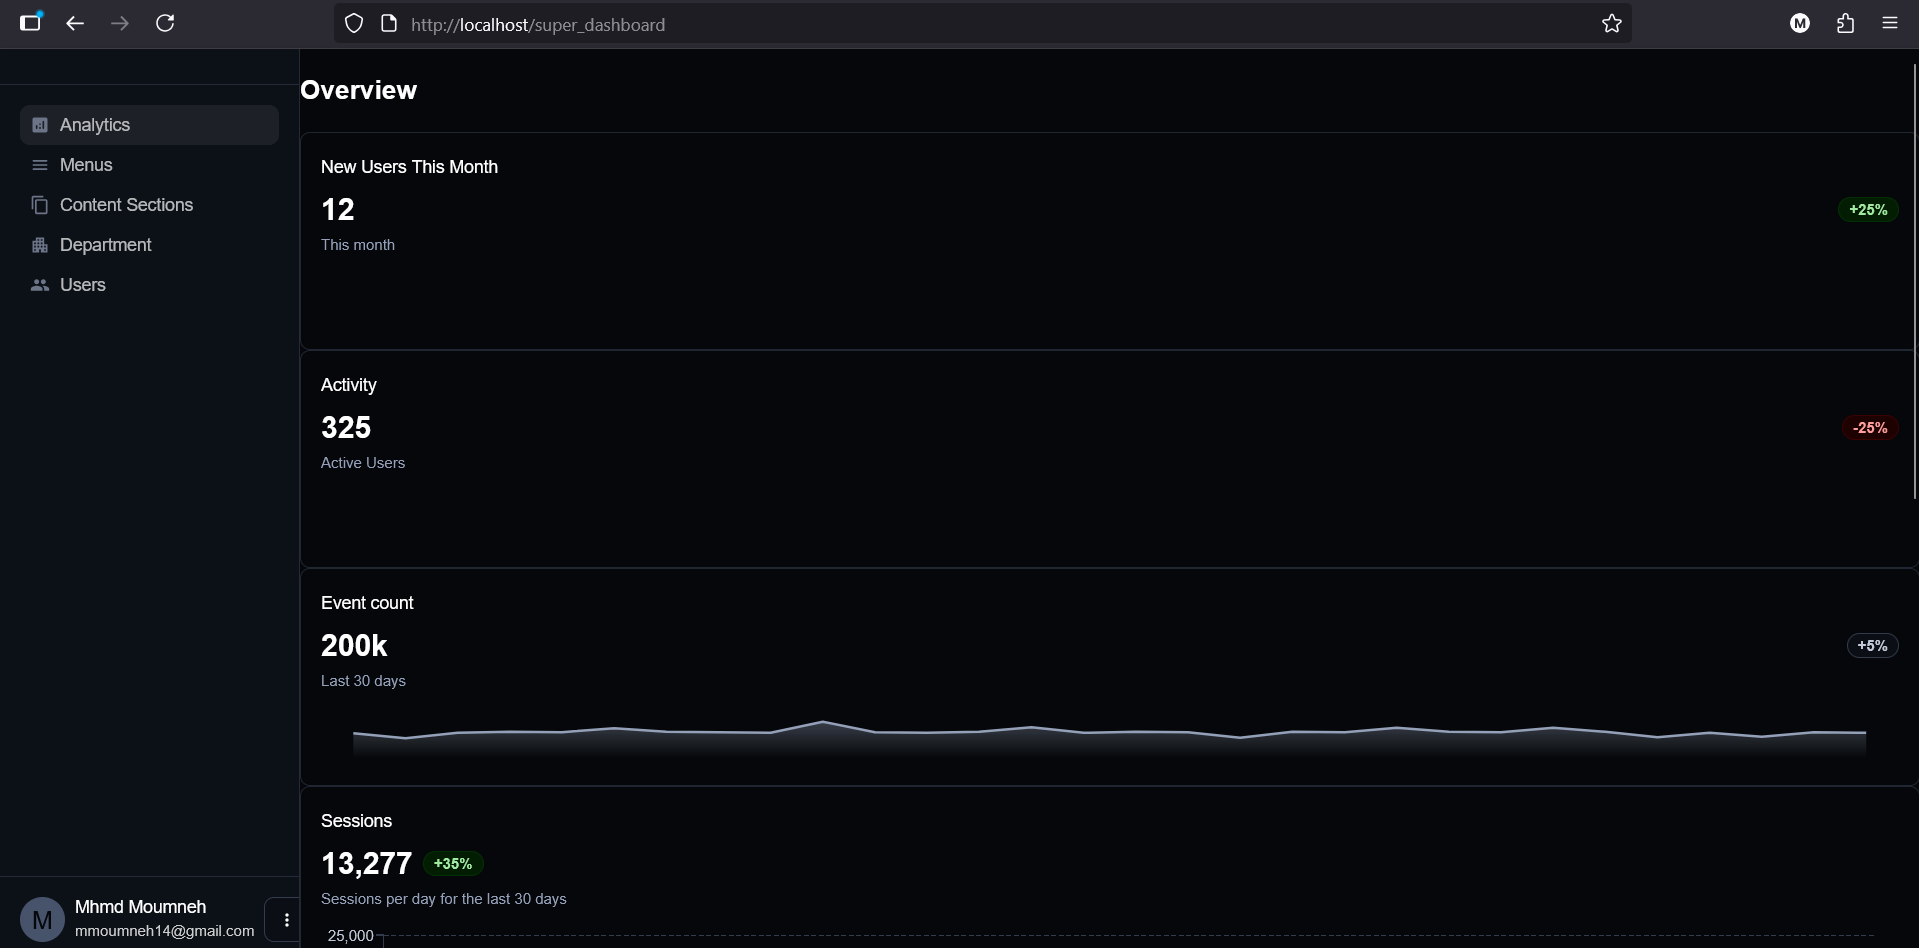 http://localhost/super_dashboard
M
Analytics
Menus
Content Sections
Department
Users
Overview
New Users This Month
12
+25%
This month
Activity
325
-25%
Active Users
Event count
200k
+5%
Last 30 days
Sessions
13,277 +35%
Sessions per day for the last 30 days
25,000
M
Mhmd Moumneh
mmoumneh14@gmail.com